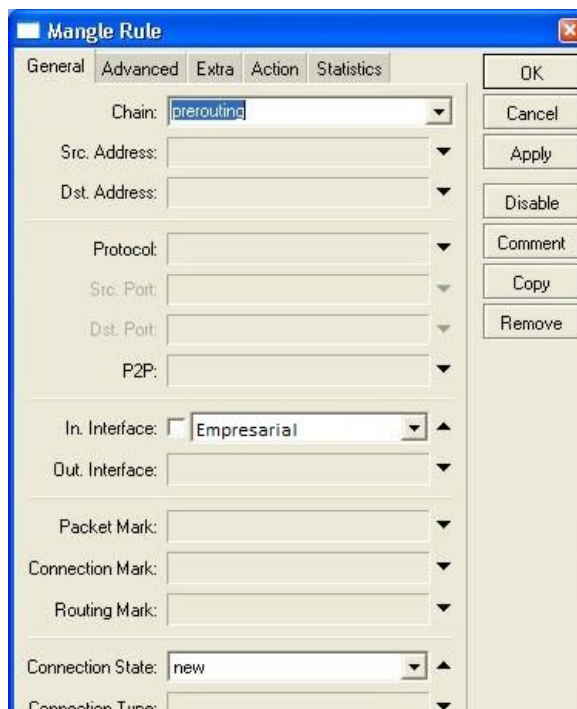 Mangle Rule
General Advanced Extra Action Statistics
Chain: prerouting
Src. Address:
Dst. Address:
Protocol:
Src. Port:
Dst. Port:
P2P:
In. Interface: Empresarial
Out. Interface:
Packet Mark:
Connection Mark:
Routing Mark:
Connection State: new
Connection Type:
OK
Cancel
Apply
Disable
Comment
Copy
Remove